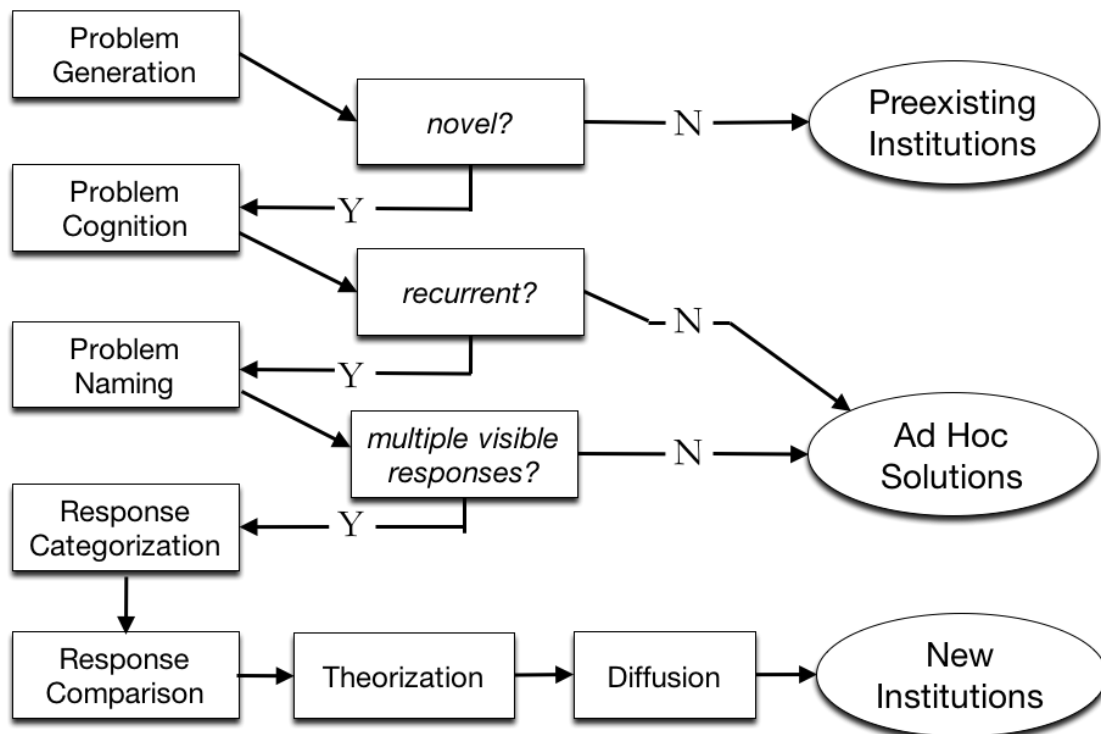 Problem
Generation
novel?
N
Preexisting
Institutions
Problem
Cognition
Y
recurrent?
N
Problem
Naming
Y
multiple visible
responses?
N
Ad Hoc
Solutions
Response
Categorization
Y
Response
Comparison
Theorization
Diffusion
New
Institutions